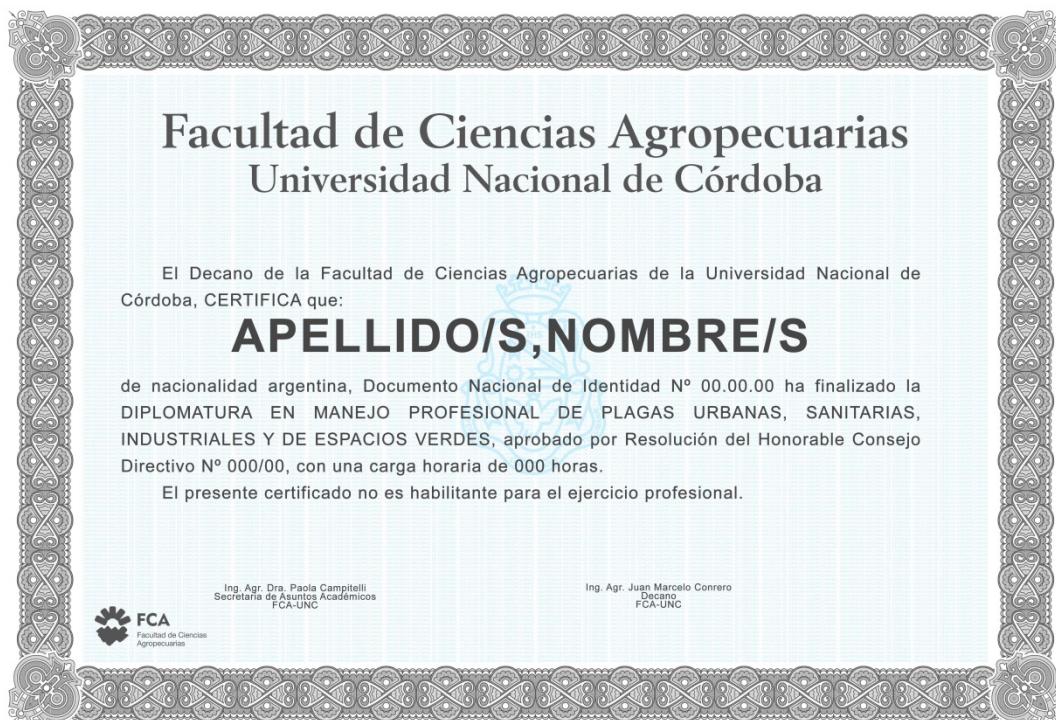 Facultad de Ciencias Agropecuarias
Universidad Nacional de Córdoba
El Decano de la Facultad de Ciencias Agropecuarias de la Universidad Nacional de
Córdoba, CERTIFICA que:
APELLIDO/S,NOMBRE/S
de nacionalidad argentina, Documento Nacional de Identidad Nº 00.00.00 ha finalizado la
DIPLOMATURA EN MANEJO PROFESIONAL DE PLAGAS URBANAS, SANITARIAS,
INDUSTRIALES Y DE ESPACIOS VERDES, aprobado por Resolución del Honorable Consejo
Directivo Nº 000/00, con una carga horaria de 000 horas.
El presente certificado no es habilitante para el ejercicio profesional.
Ing. Agr. Dra. Paola Campitelli
Secretaria de Asuntos Académicos
FCA-UNC
Ing. Agr. Juan Marcelo Conrero
Decano
FCA-UNC
FCA
Facultad de Ciencias
Agropecuarias